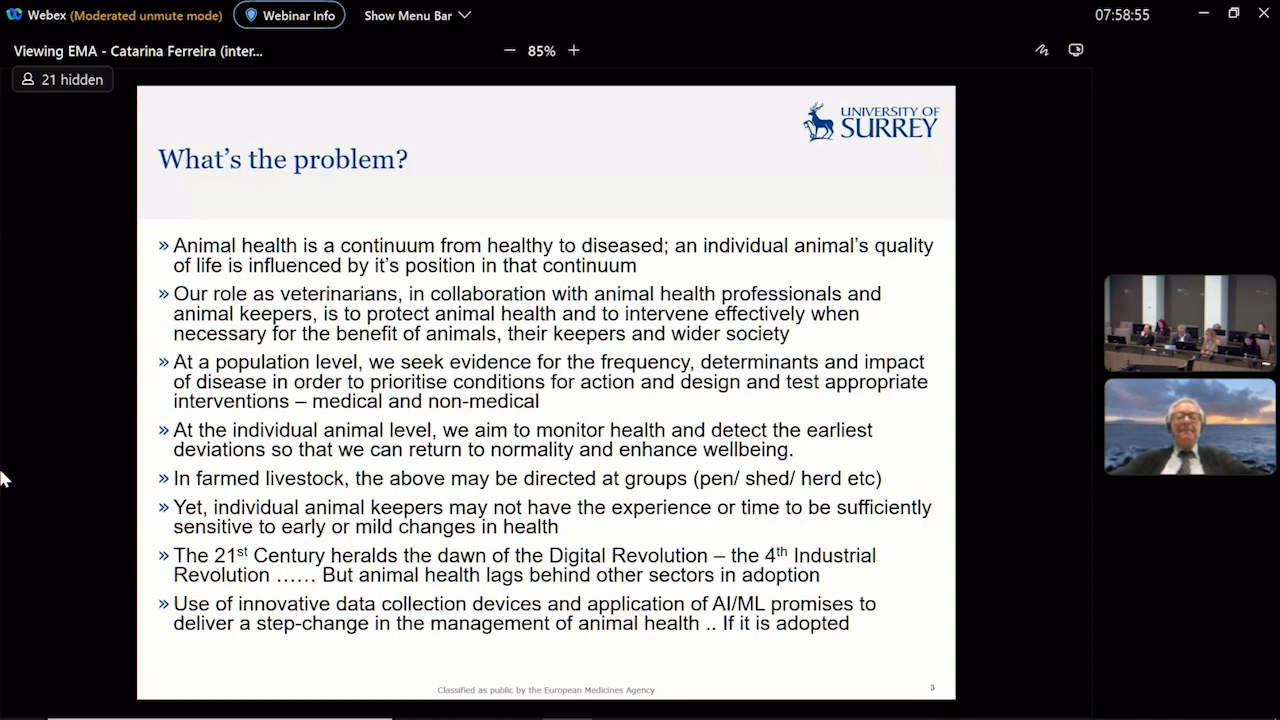 Webex (Moderated unmute mode) Webinar Info Show Menu Bar 07:58:55
Viewing EMA - Catarina Ferreira (inter... 85%
21 hidden
UNIVERSITY OF
SURREY
What's the problem?
» Animal health is a continuum from healthy to diseased; an individual animal's quality
of life is influenced by it's position in that continuum
» Our role as veterinarians, in collaboration with animal health professionals and
animal keepers, is to protect animal health and to intervene effectively when
necessary for the benefit of animals, their keepers and wider society
» At a population level, we seek evidence for the frequency, determinants and impact
of disease in order to prioritise conditions for action and design and test appropriate
interventions – medical and non-medical
» At the individual animal level, we aim to monitor health and detect the earliest
deviations so that we can return to normality and enhance wellbeing.
» In farmed livestock, the above may be directed at groups (pen/ shed/ herd etc)
» Yet, individual animal keepers may not have the experience or time to be sufficiently
sensitive to early or mild changes in health
» The 21st Century heralds the dawn of the Digital Revolution – the 4th Industrial
Revolution …… But animal health lags behind other sectors in adoption
» Use of innovative data collection devices and application of AI/ML promises to
deliver a step-change in the management of animal health .. If it is adopted
Classified as public by the European Medicines Agency
3